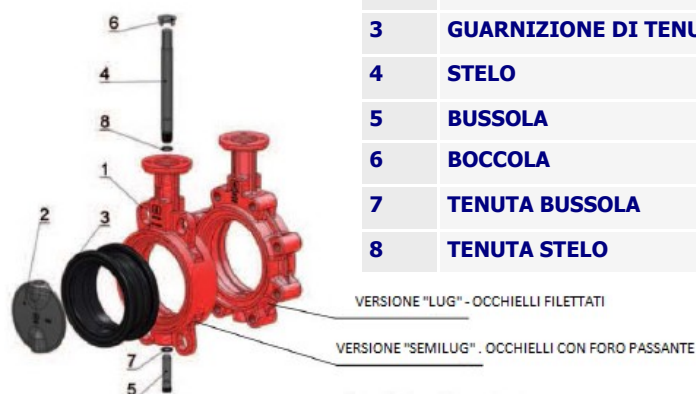 6
4
8
1
2
3
7
5
3 GUARNIZIONE DI
4 STELO
5 BUSSOLA
6 BOCCOLA
7 TENUTA BUSSOLA
8 TENUTA STELO
VERSIONE "LUG" - OCCHIELLI FILETTATI
VERSIONE "SEMILUG" . OCCHIELLI CON FORO PASSANTE